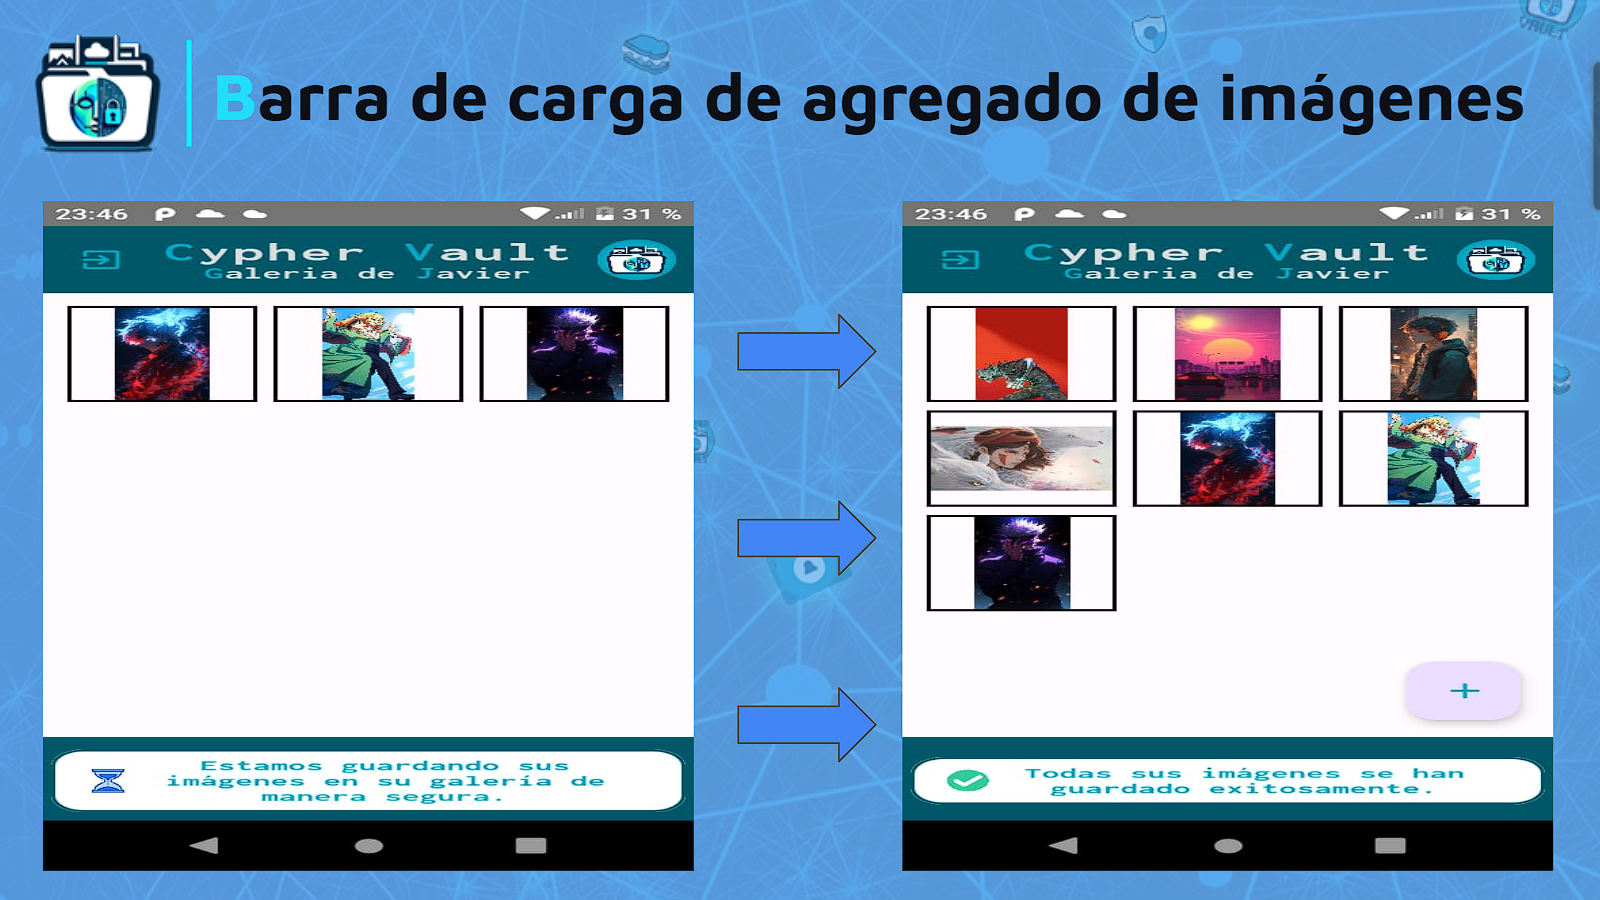 Barra de carga de agregado de imágenes
VAULT
23:46
31 %
Cypher Vault
Galeria de Javier
Estamos guardando sus
imágenes en su galería de
manera segura.
23:46
31 %
Cypher Vault
Galeria de Javier
+
Todas sus imágenes se han
guardado exitosamente.